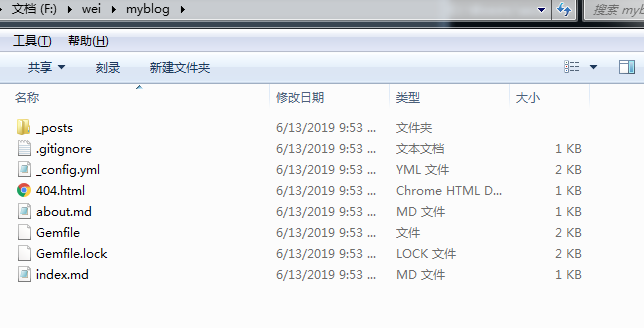 文档 (F:) wei myblog 搜索 myb
工具(T) 帮助(H)
共享 刻录 新建文件夹
名称 修改日期 类型 大小
_posts 6/13/2019 9:53 ... 文件夹
.gitignore 6/13/2019 9:53 ... 文本文档 1 KB
_config.yml 6/13/2019 9:53 ... YML 文件 2 KB
404.html 6/13/2019 9:53 ... Chrome HTML D... 1 KB
about.md 6/13/2019 9:53 ... MD 文件 1 KB
Gemfile 6/13/2019 9:53 ... 文件 2 KB
Gemfile.lock 6/13/2019 9:53 ... LOCK 文件 2 KB
index.md 6/13/2019 9:53 ... MD 文件 1 KB